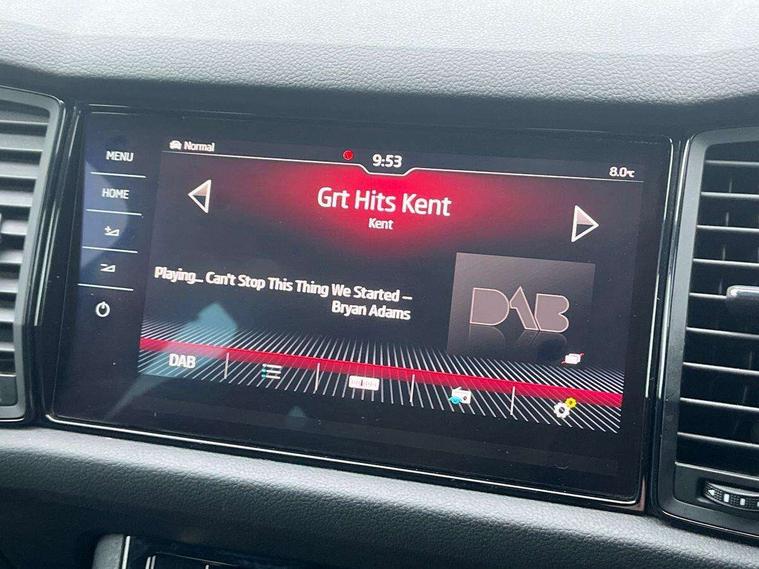 Normal
9:53
8.0°C
MENU
HOME
Grt Hits Kent
Kent
Playing... Can't Stop This Thing We Started –
Bryan Adams
DAB
DAB